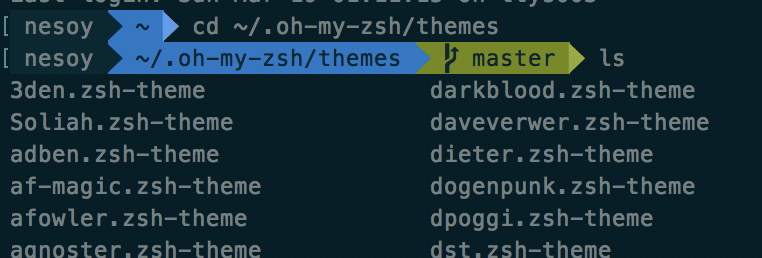 nesoy ~ cd ~/.oh-my-zsh/themes
nesoy ~/.oh-my-zsh/themes master ls
3den.zsh-theme darkblood.zsh-theme
Soliah.zsh-theme daveverwer.zsh-theme
adben.zsh-theme dieter.zsh-theme
af-magic.zsh-theme dogenpunk.zsh-theme
afowler.zsh-theme dpoggi.zsh-theme
agnoster.zsh-theme dst.zsh-theme